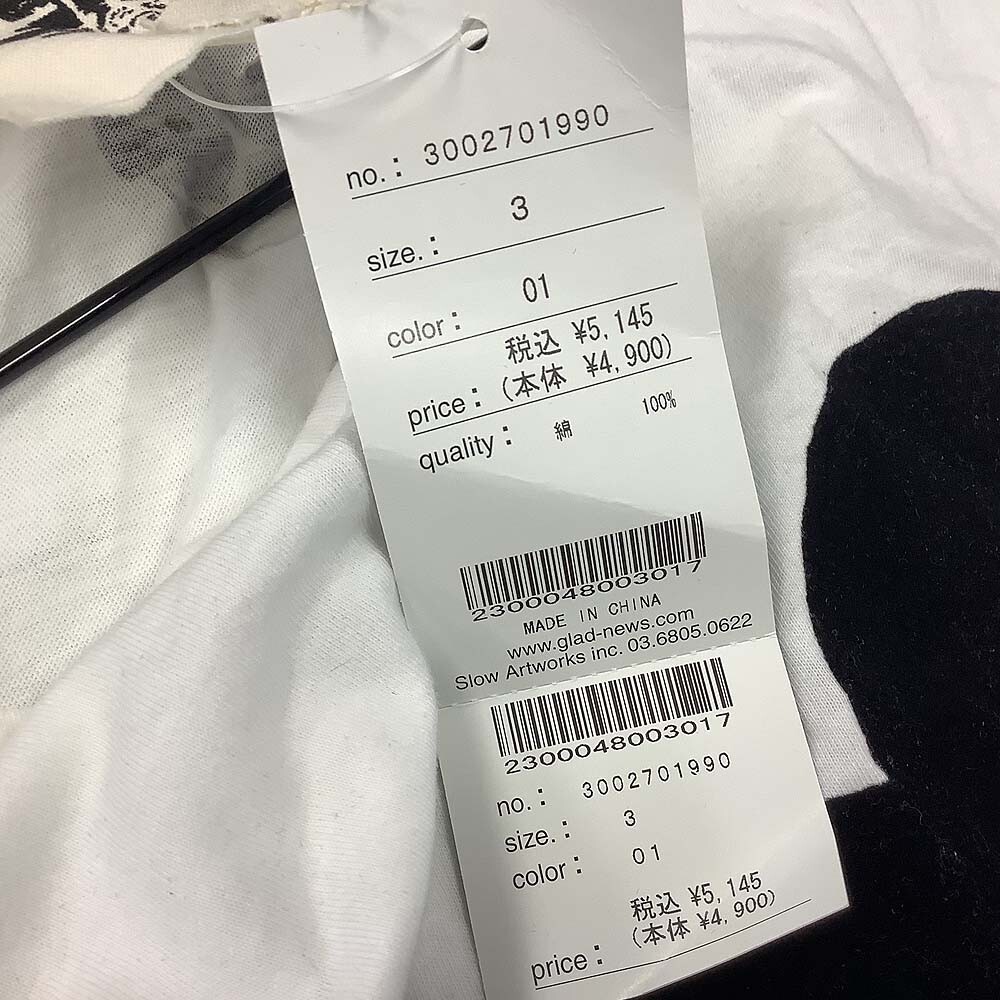 no.: 3002701990
size.: 3
color: 01
税込 ¥5,145
price: (本体 ¥4,900)
quality: 綿 100%
2300048003017
MADE IN CHINA
www.glad-news.com
Slow Artworks inc. 03.6805.0622
2300048003017
no.: 3002701990
size.: 3
color: 01
税込 ¥5,145
(本体 ¥4,900)
price: